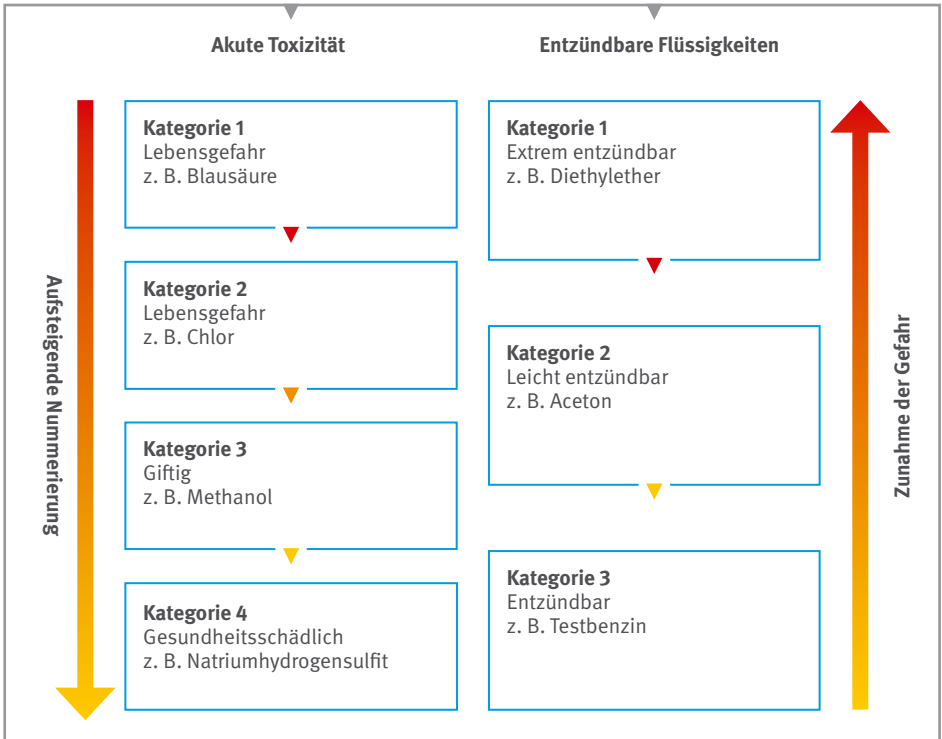 Akute Toxizität
Entzündbare Flüssigkeiten
Aufsteigende Nummerierung
Kategorie 1
Lebensgefahr
z. B. Blausäure
Kategorie 2
Lebensgefahr
z. B. Chlor
Kategorie 3
Giftig
z. B. Methanol
Kategorie 4
Gesundheitsschädlich
z. B. Natriumhydrogensulfit
Kategorie 1
Extrem entzündbar
z. B. Diethylether
Kategorie 2
Leicht entzündbar
z. B. Aceton
Kategorie 3
Entzündbar
z. B. Testbenzin
Zunahme der Gefahr